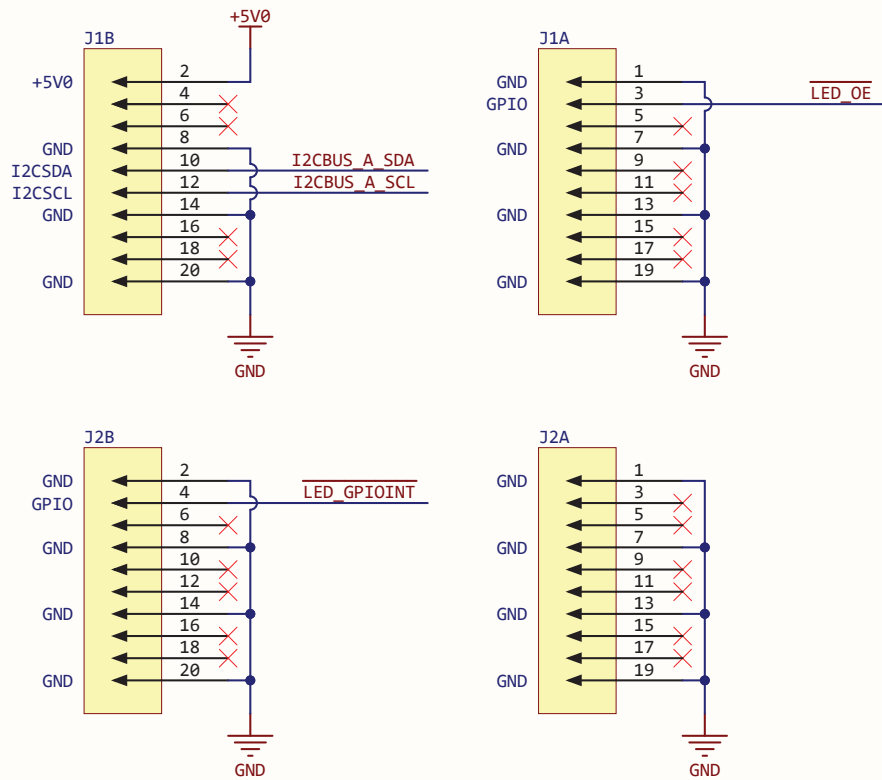 +5V0
J1B
+5V0
2
4
6
GND
8
I2CSDA
10
I2CBUS_A_SDA
I2CSCL
12
I2CBUS_A_SCL
GND
14
16
18
GND
20
GND
J1A
GND
1
GPIO
3
LED_OE
5
GND
7
9
11
GND
13
15
17
GND
19
GND
J2B
GND
2
GPIO
4
LED_GPIOINT
6
GND
8
10
12
GND
14
16
18
GND
20
GND
J2A
GND
1
3
5
GND
7
9
11
GND
13
15
17
GND
19
GND